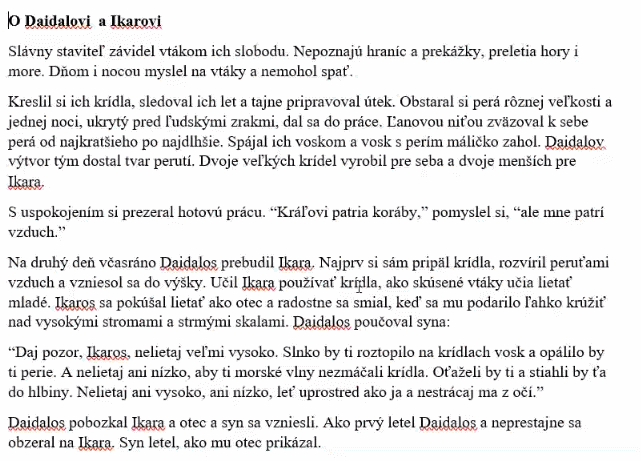 O Daidalovi a Ikarovi
Slávny staviteľ závidel vtákom ich slobodu. Nepoznajú hraníc a prekážky, preletia hory i
more. Dňom i nocou myslel na vtáky a nemohol spať.
Kreslil si ich krídla, sledoval ich let a tajne pripravoval útek. Obstaral si perá rôznej veľkosti a
jednej noci, ukrytý pred ľudskými zrakmi, dal sa do práce. Ľanovou niťou zväzoval k sebe
perá od najkratšieho po najdlhšie. Spájal ich voskom a vosk s perím máličko zahol. Daidalov
výtvor tým dostal tvar perutí. Dvoje veľkých krídel vyrobil pre seba a dvoje menších pre
Ikara.
S uspokojením si prezeral hotovú prácu. “Kráľovi patria koráby,” pomyslel si, “ale mne patrí
vzduch.”
Na druhý deň včasráno Daidalos prebudil Ikara. Najprv si sám pripäl krídla, rozvíril peruťami
vzduch a vzniesol sa do výšky. Učil Ikara používať krídla, ako skúsené vtáky učia lietať
mladé. Ikaros sa pokúšal lietať ako otec a radostne sa smial, keď sa mu podarilo ľahko krúžiť
nad vysokými stromami a strmými skalami. Daidalos poučoval syna:
“Daj pozor, Ikaros, nelietaj veľmi vysoko. Slnko by ti roztopilo na krídlach vosk a opálilo by
ti perie. A nelietaj ani nízko, aby ti morské vlny nezmáčali krídla. Oťaželi by ti a stiahli by ťa
do hlbiny. Nelietaj ani vysoko, ani nízko, leť uprostred ako ja a nestrácaj ma z očí.”
Daidalos pobozkal Ikara a otec a syn sa vzniesli. Ako prvý letel Daidalos a neprestajne sa
obzeral na Ikara. Syn letel, ako mu otec prikázal.